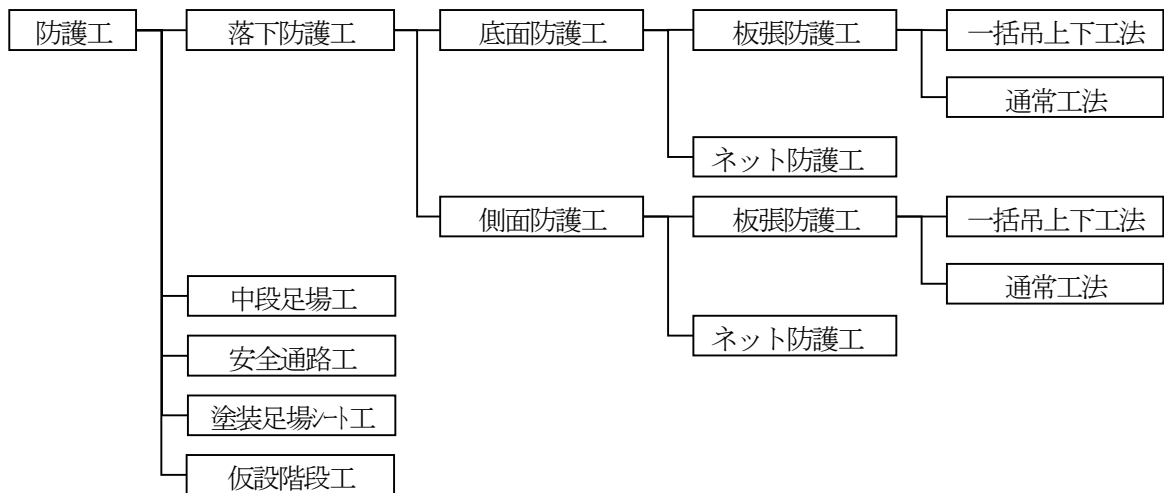 防護工 落下防護工 底面防護工 板張防護工 一括吊上下工法
通常工法
ネット防護工
側面防護工 板張防護工 一括吊上下工法
通常工法
中段足場工
ネット防護工
安全通路工
塗装足場ｼｰﾄ工
仮設階段工